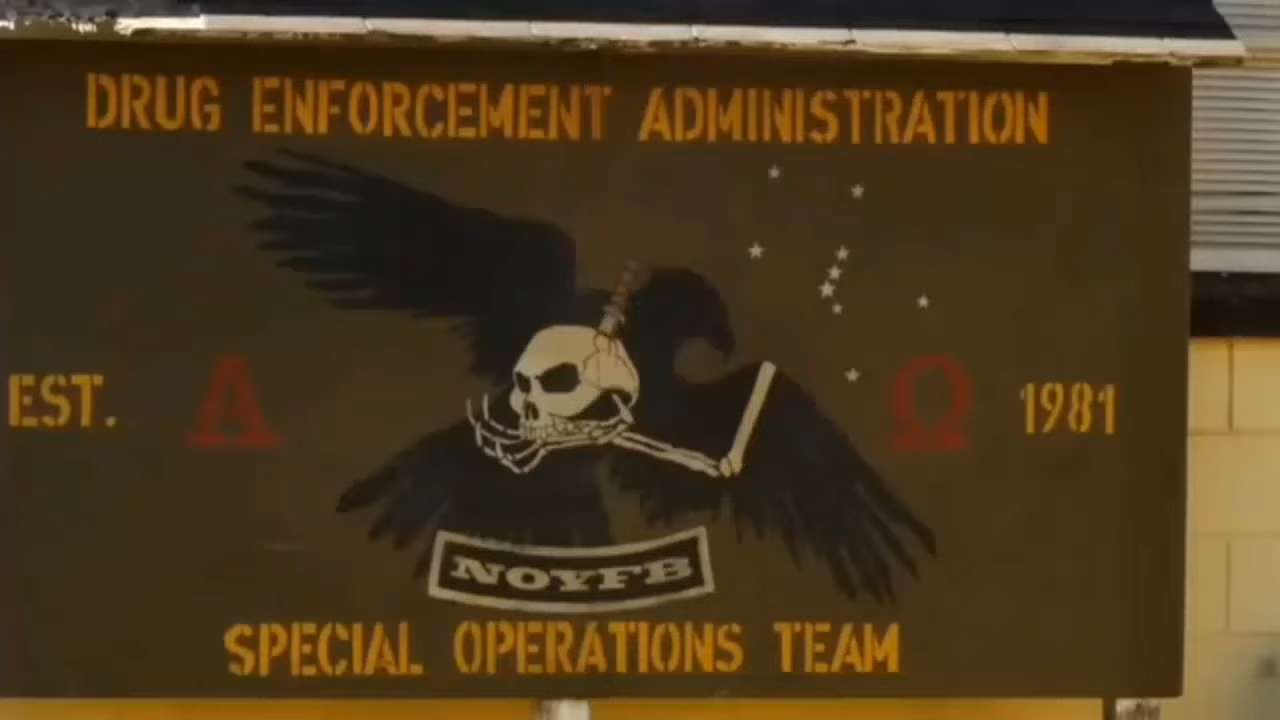 DRUG ENFORCEMENT ADMINISTRATION
EST. Α Ω 1981
NOYFB
SPECIAL OPERATIONS TEAM